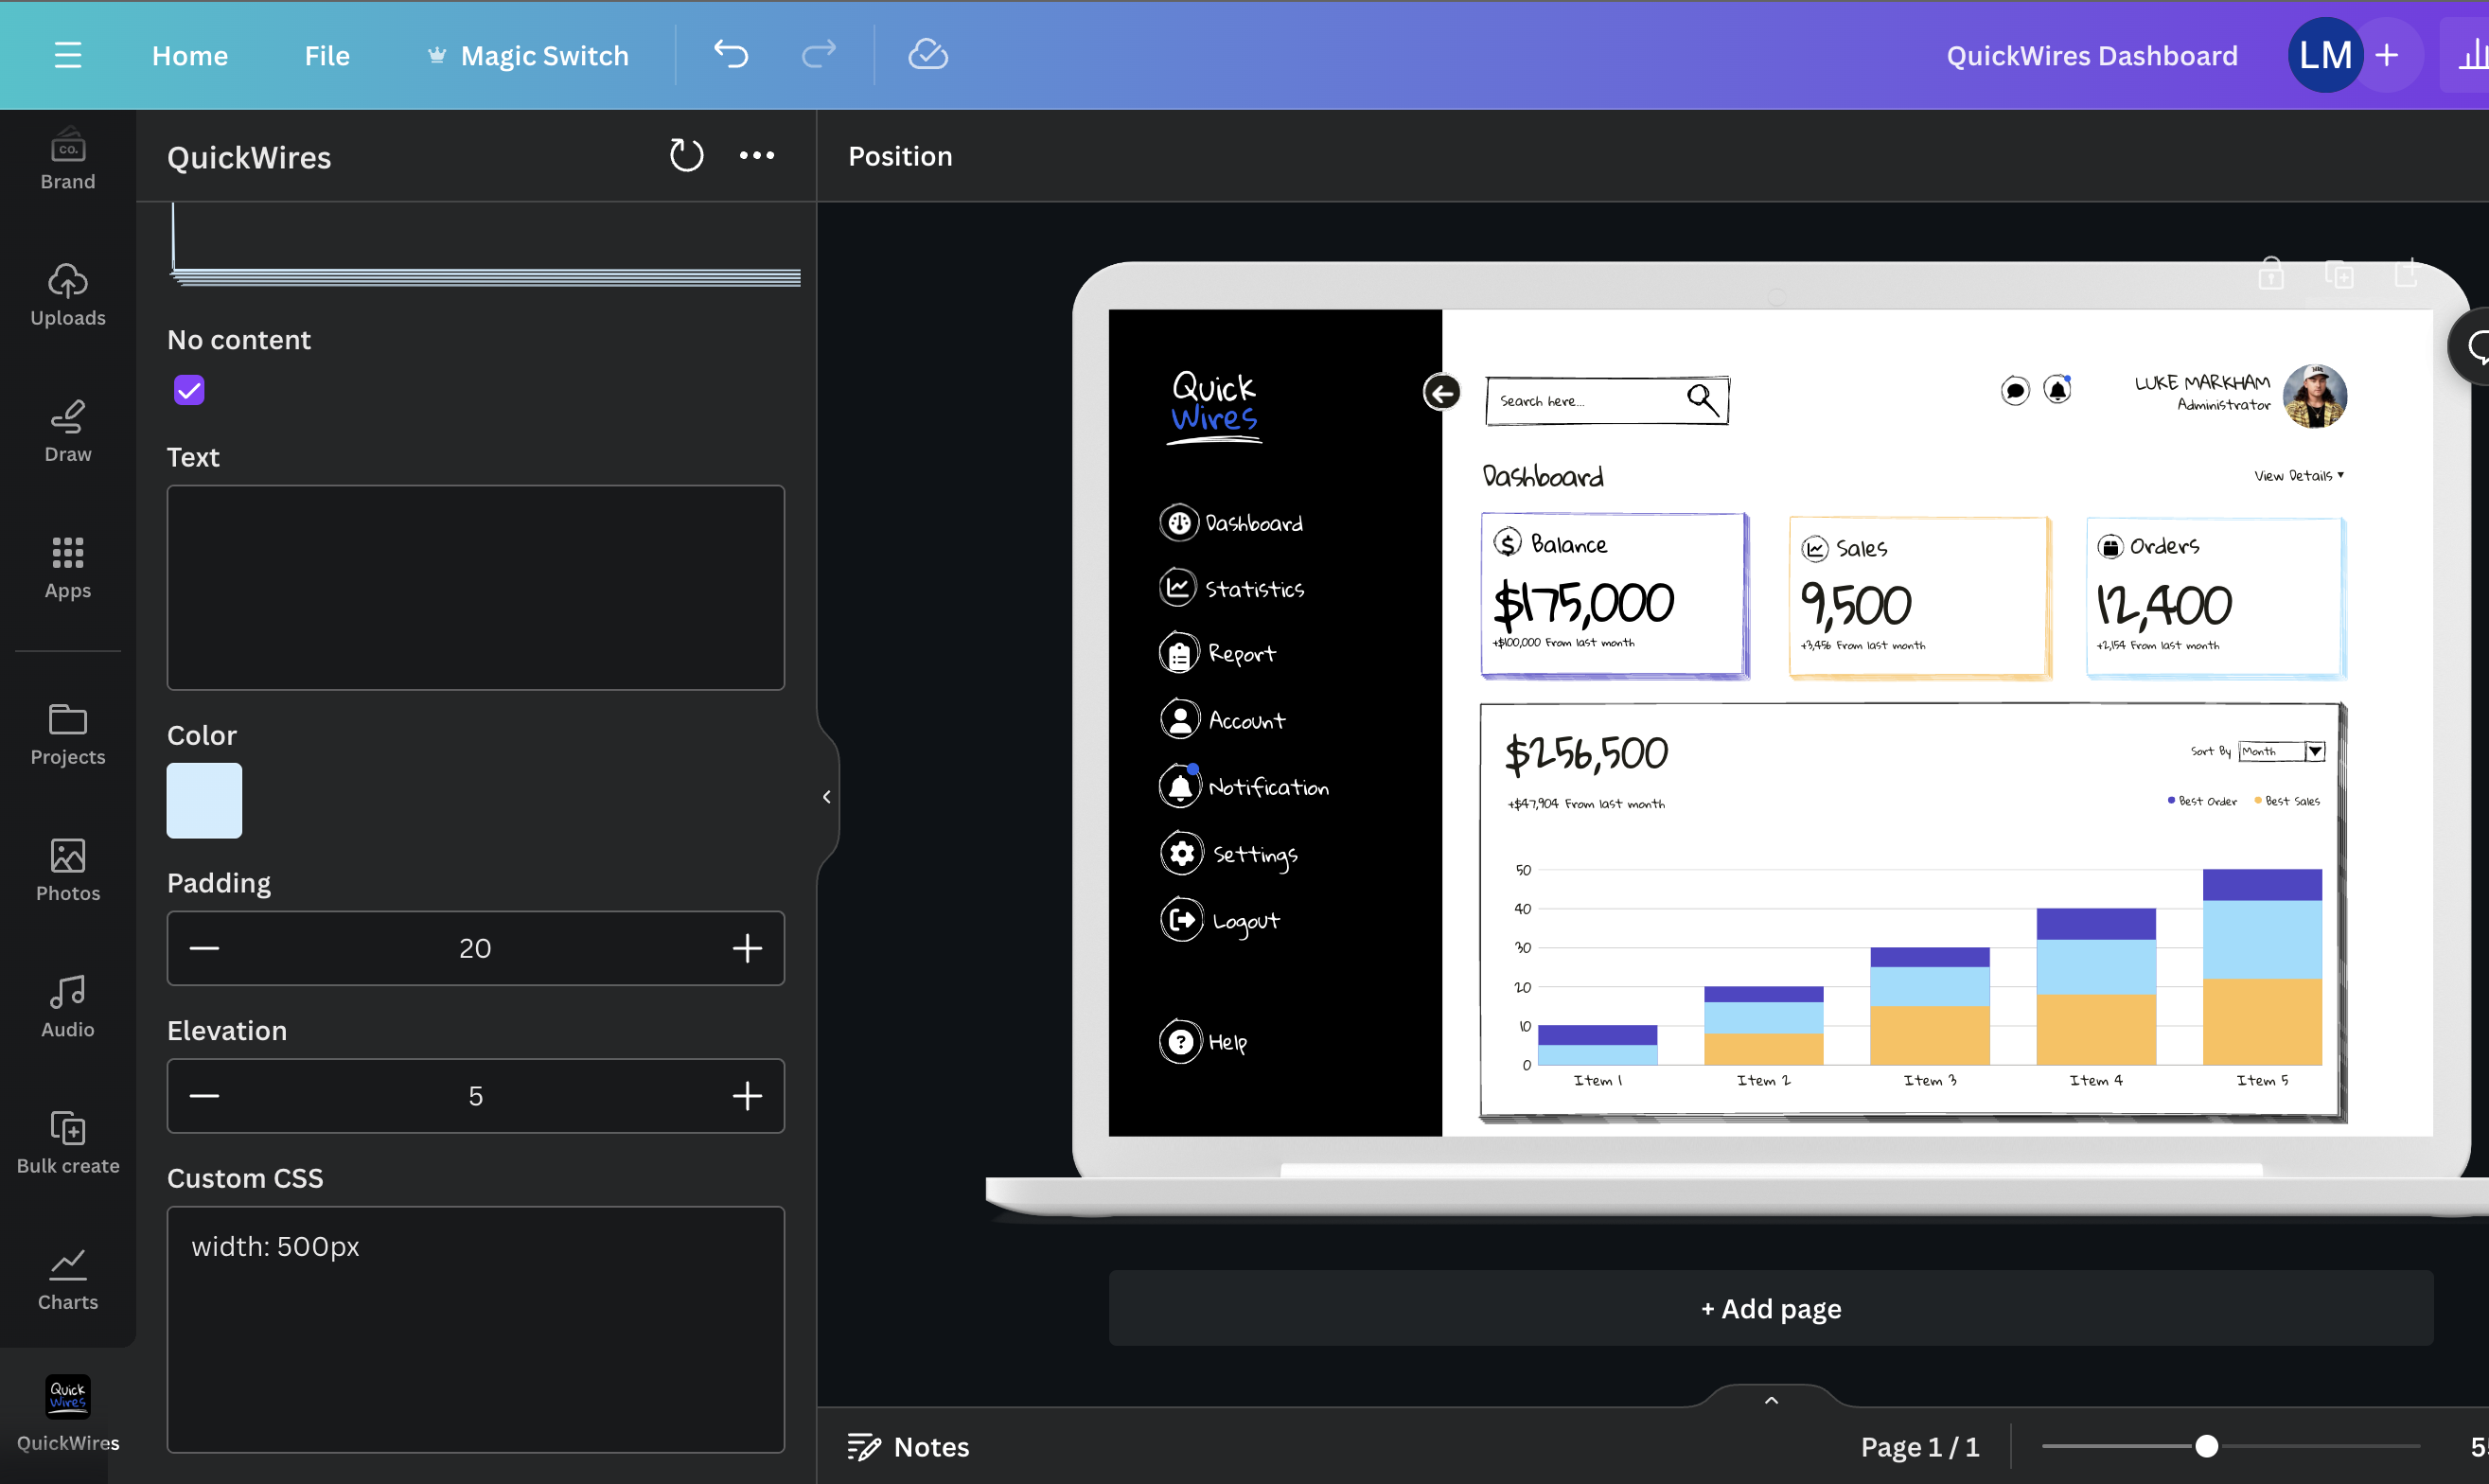 Home File Magic Switch QuickWires Dashboard LM
CO.
Brand
Uploads
Draw
Apps
Projects
Photos
Audio
Bulk create
Charts
Quick
Wires
QuickWires
QuickWires
No content
Text
Color
Padding
20
Elevation
5
Custom CSS
width: 500px
Position
Quick
Wires
Dashboard
Statistics
Report
Account
Notification
Settings
Logout
? Help
Search here...
LUKE MARKHAM
Administrator
Dashboard
View Details ▾
$ Balance
$175,000
+$100,000 From last month
Sales
9,500
+3,456 From last month
Orders
12,400
+2,154 From last month
$256,500
+$47,904 From last month
Sort By Month
Best Order Best Sales
50
40
30
20
10
0
Item 1 Item 2 Item 3 Item 4 Item 5
+ Add page
Notes
Page 1 / 1